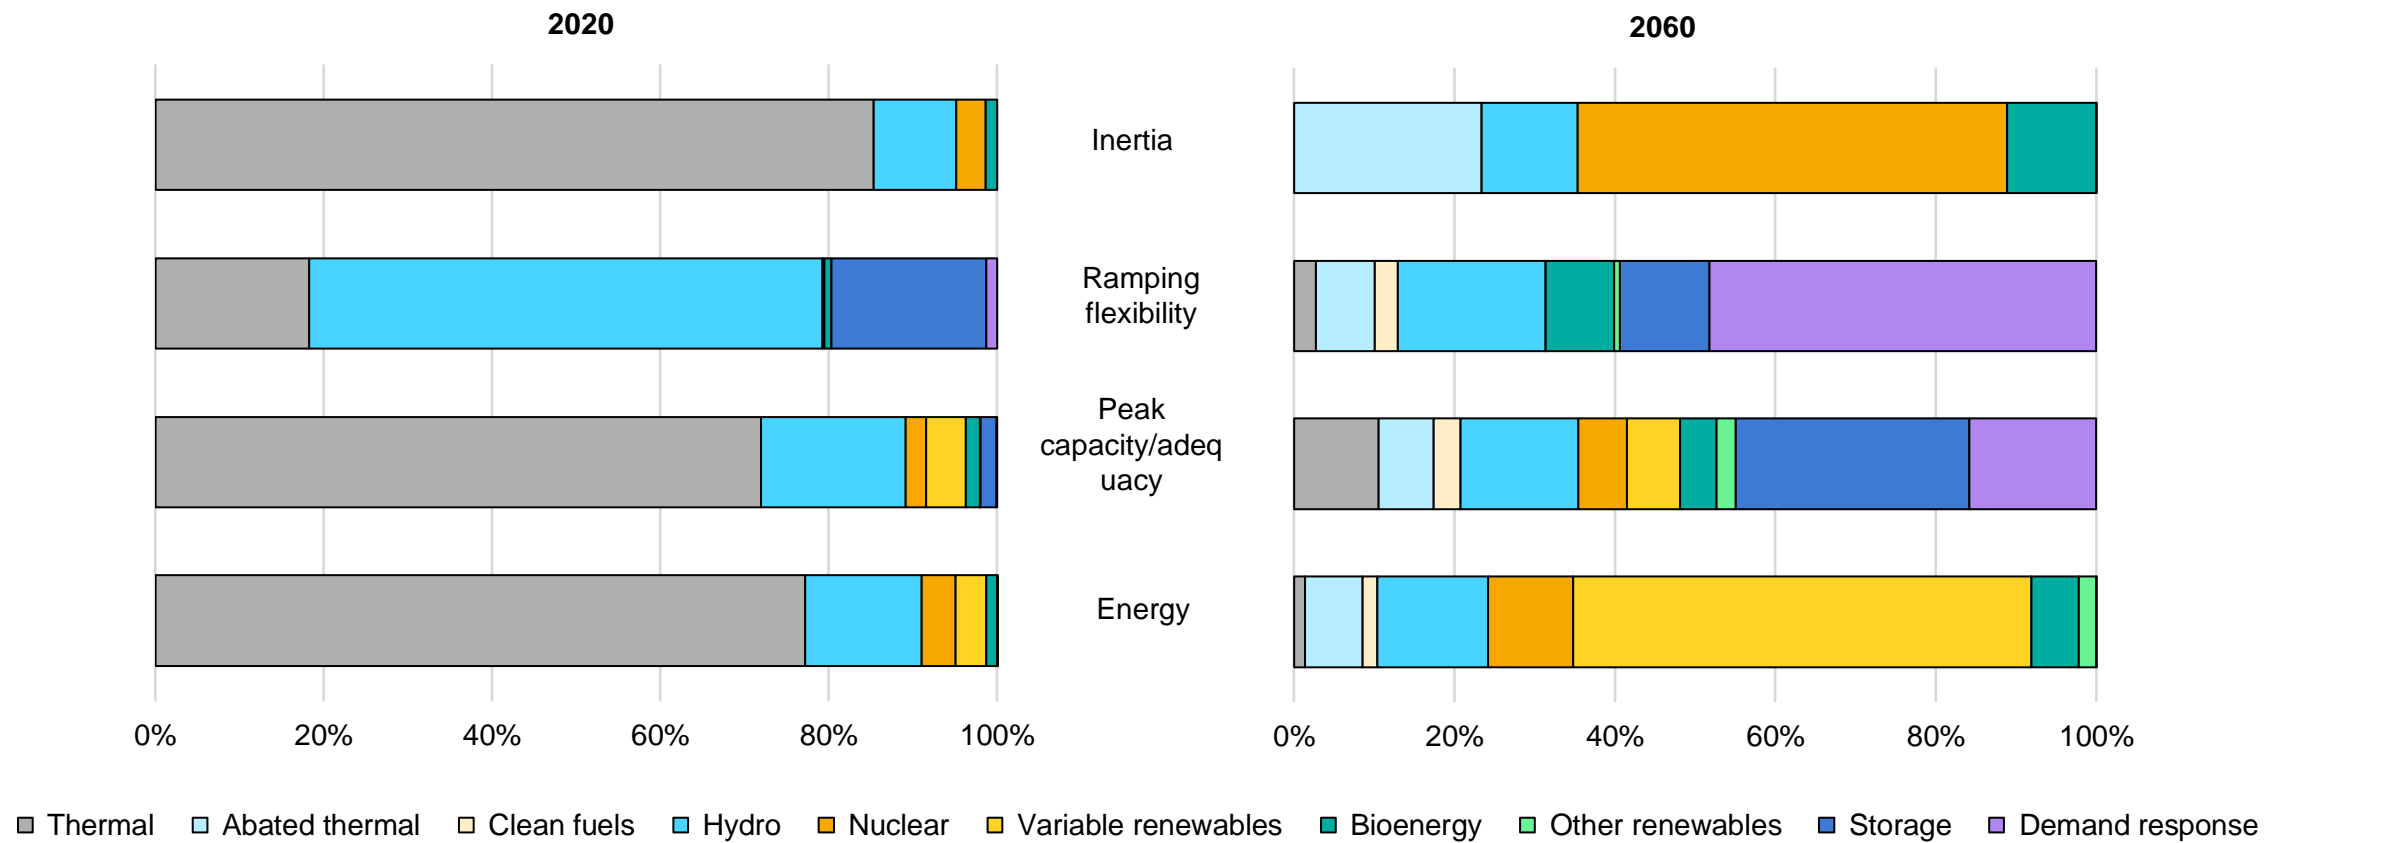 2020
2060
Inertia
Ramping
flexibility
Peak
capacity/adeq
uacy
Energy
0% 20% 40% 60% 80% 100%
0% 20% 40% 60% 80% 100%
Thermal Abated thermal Clean fuels Hydro Nuclear Variable renewables Bioenergy Other renewables Storage Demand response